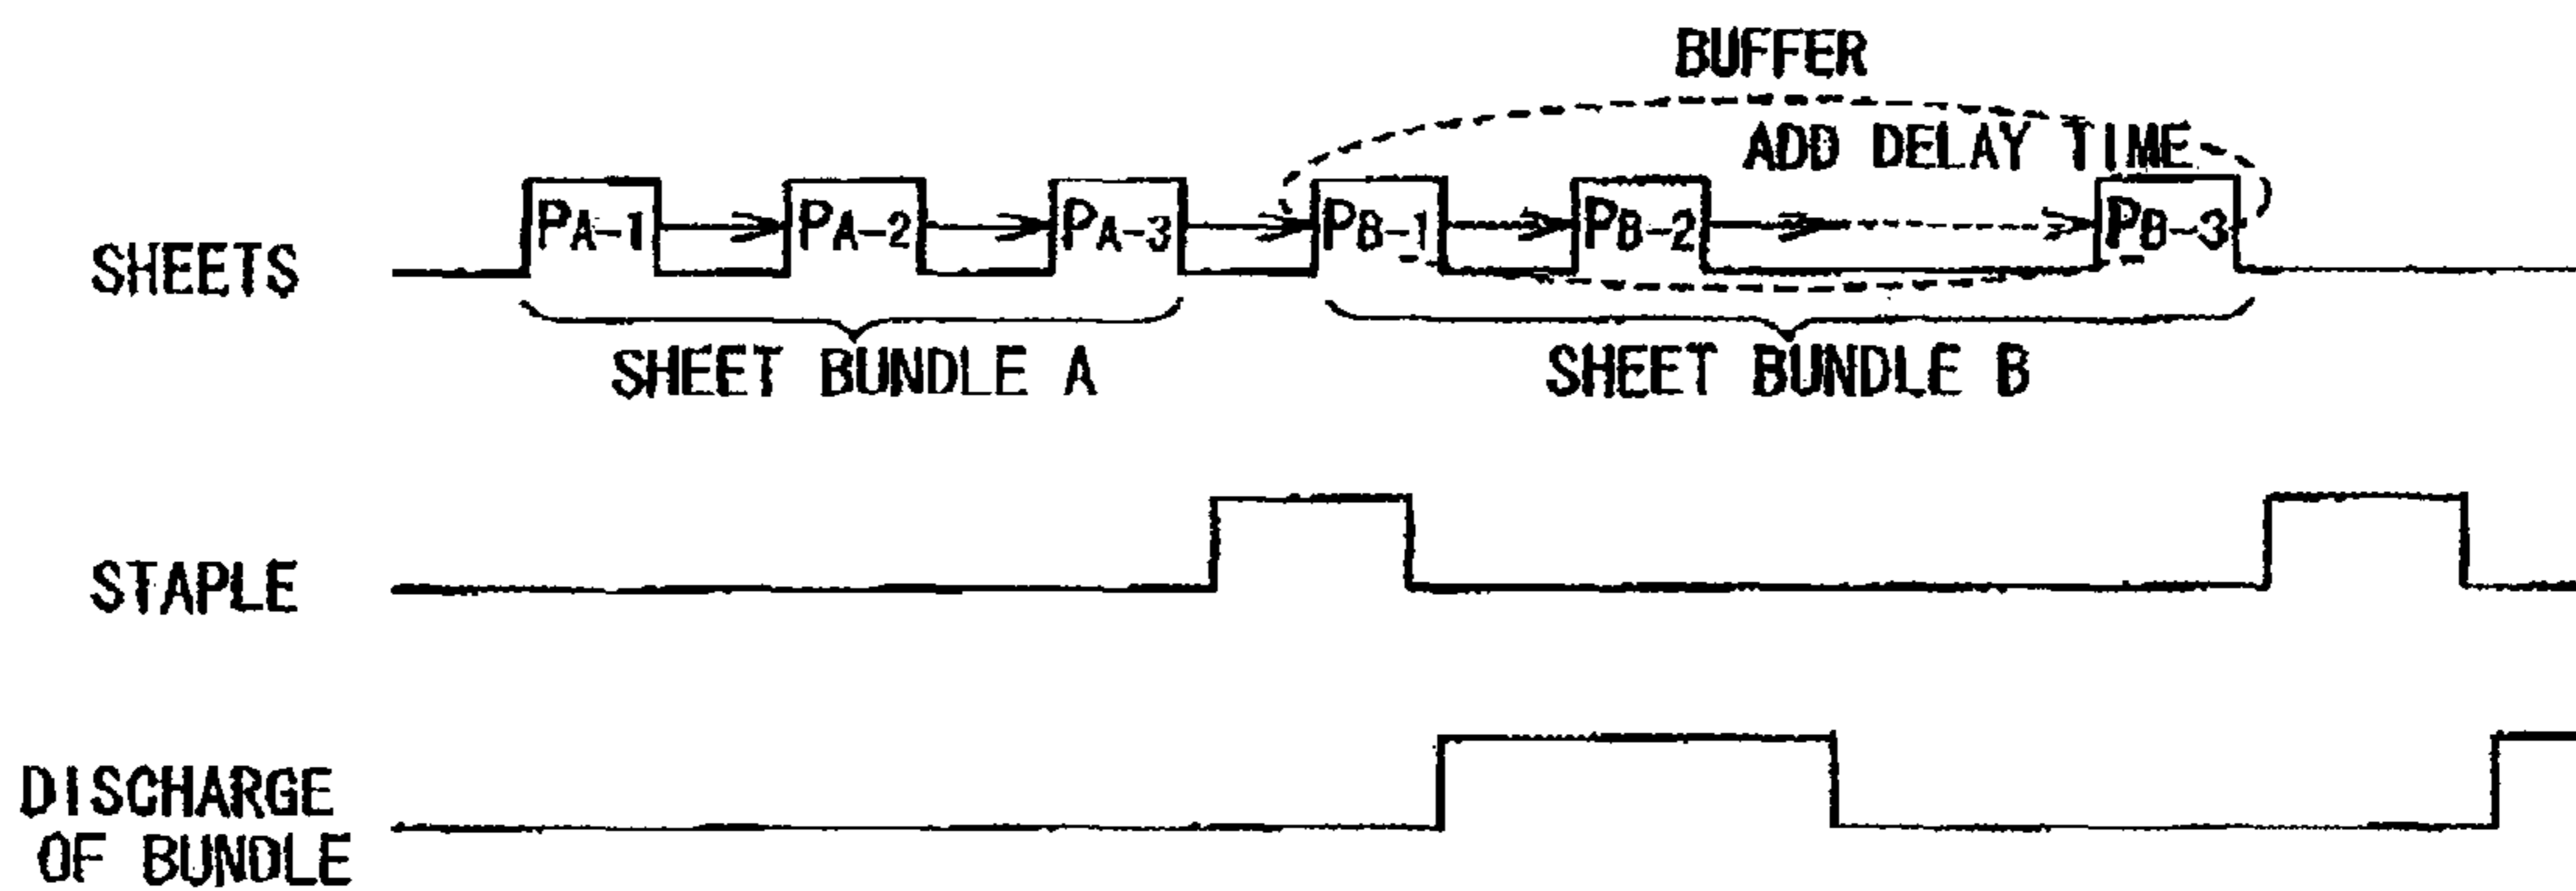 BUFFER
ADD DELAY TIME
SHEETS
PA-1
PA-2
PA-3
PB-1
PB-2
PB-3
SHEET BUNDLE A
SHEET BUNDLE B
STAPLE
DISCHARGE
OF BUNDLE